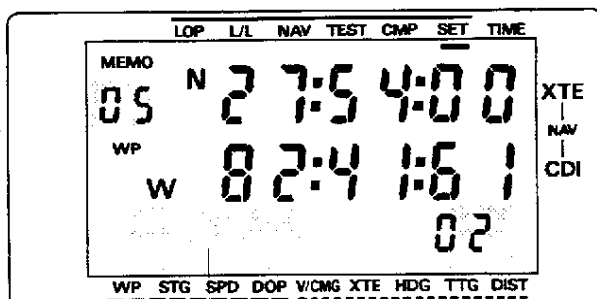 LOP L/L NAV TEST CMP SET TIME
MEMO
05 N 27:54:00
WP
W 82:41:61
02
XTE
NAV
CDI
WP STG SPD DOP V/CMG XTE HDG TTG DIST